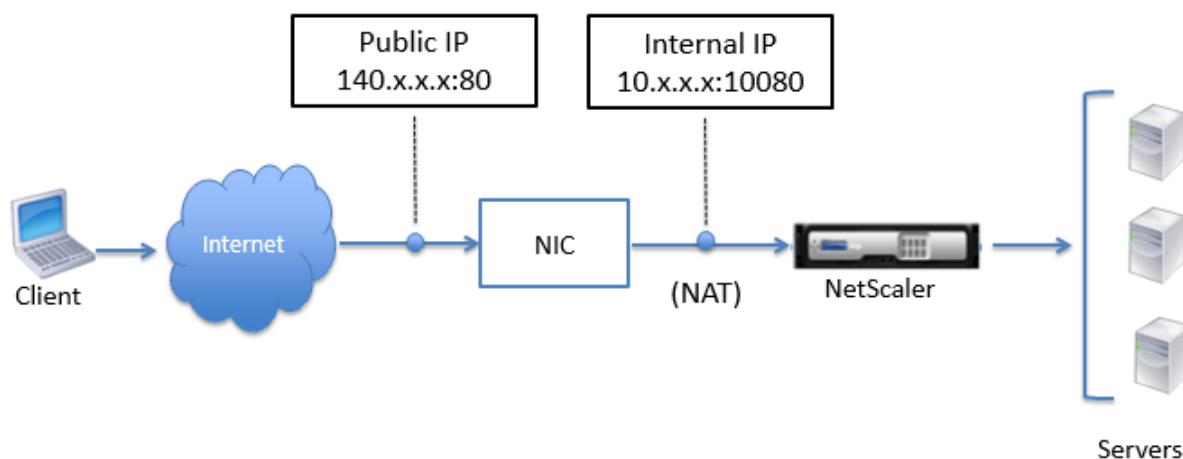 Public IP
140.x.x.x:80
Internal IP
10.x.x.x:10080
Client
Internet
NIC
(NAT)
NetScaler
Servers